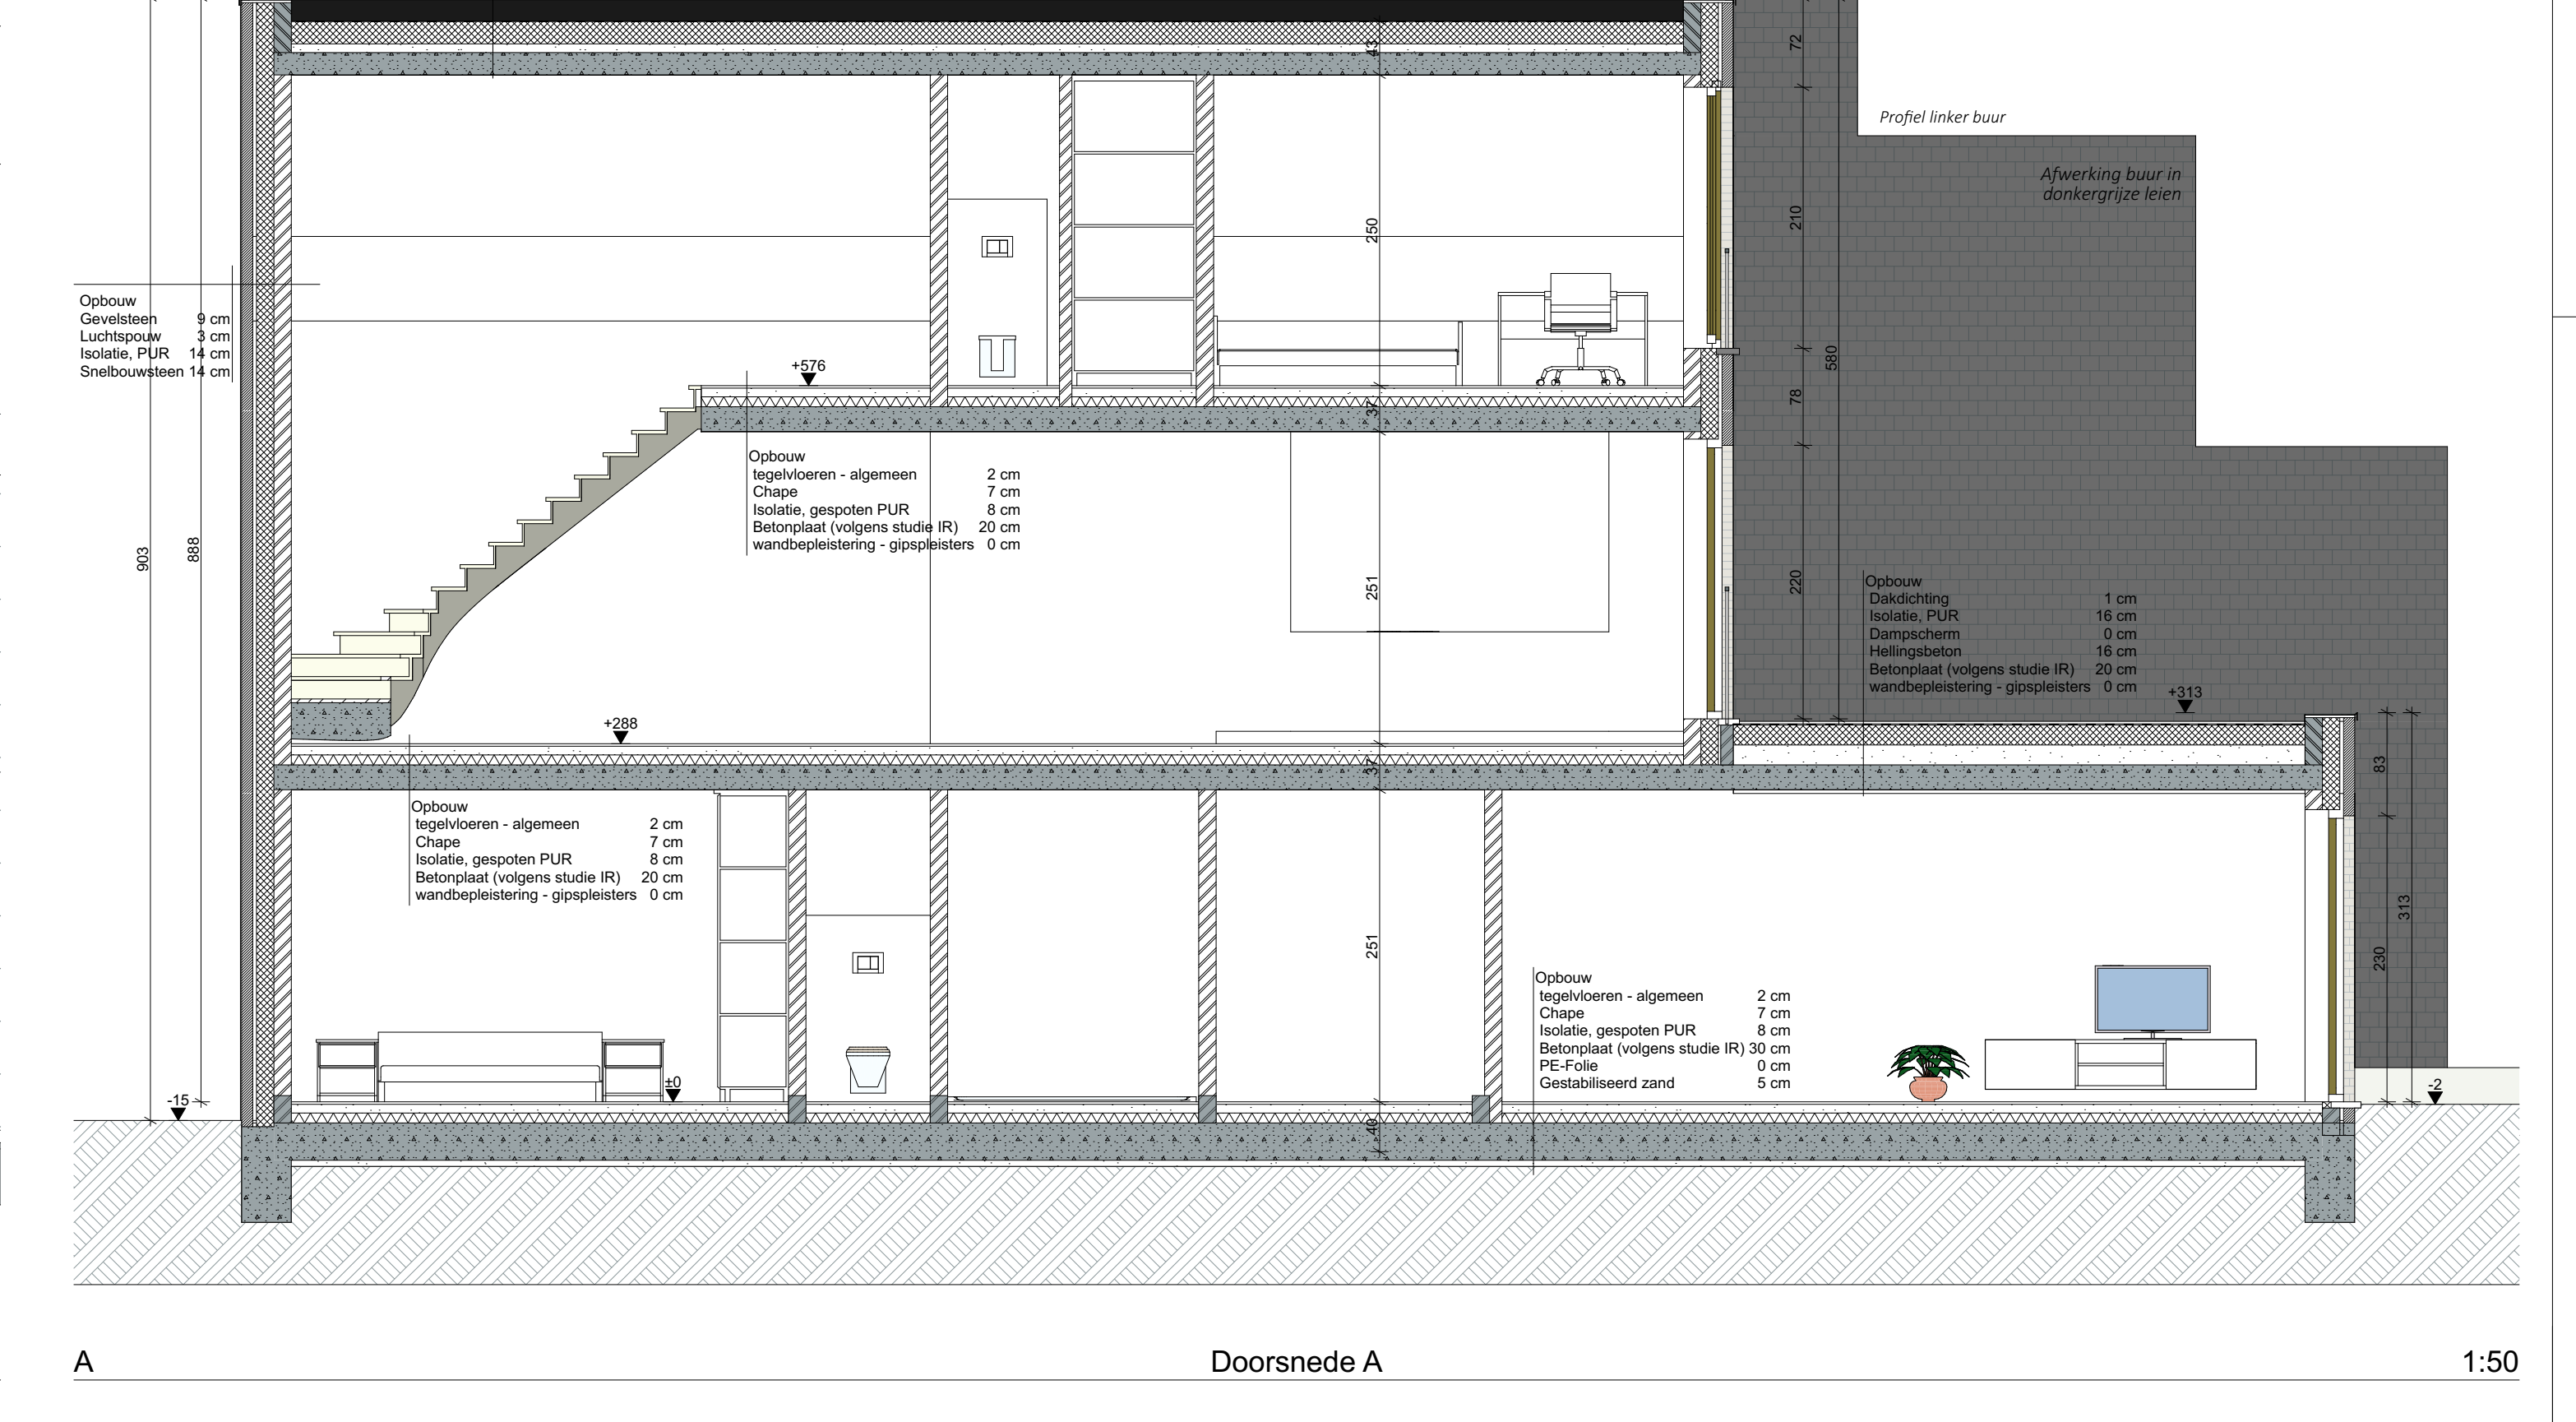 43
72
Profiel linker buur
Afwerking buur in
donkergrijze leien
210
250
Opbouw
Gevelsteen 9 cm
Luchtspouw 3 cm
Isolatie, PUR 14 cm
Snelbouwsteen 14 cm
580
+576
78
37
Opbouw
tegelvloeren - algemeen 2 cm
Chape 7 cm
Isolatie, gespoten PUR 8 cm
Betonplaat (volgens studie IR) 20 cm
wandbepleistering - gipspleisters 0 cm
903
888
251
220
Opbouw
Dakdichting 1 cm
Isolatie, PUR 16 cm
Dampscherm 0 cm
Hellingsbeton 16 cm
Betonplaat (volgens studie IR) 20 cm
wandbepleistering - gipspleisters 0 cm
+313
+288
37
83
Opbouw
tegelvloeren - algemeen 2 cm
Chape 7 cm
Isolatie, gespoten PUR 8 cm
Betonplaat (volgens studie IR) 20 cm
wandbepleistering - gipspleisters 0 cm
251
313
230
Opbouw
tegelvloeren - algemeen 2 cm
Chape 7 cm
Isolatie, gespoten PUR 8 cm
Betonplaat (volgens studie IR) 30 cm
PE-Folie 0 cm
Gestabiliseerd zand 5 cm
±0
-15
-2
40
A
Doorsnede A
1:50